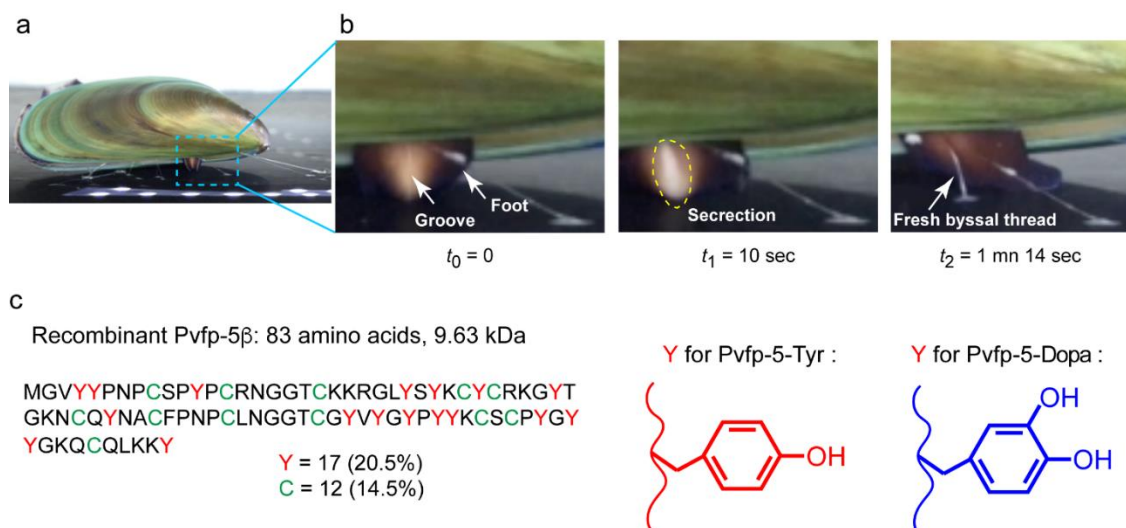 a
b
Groove
Foot
Secrection
Fresh byssal thread
t0 = 0
t1 = 10 sec
t2 = 1 mn 14 sec
c
Recombinant Pvfp-5β: 83 amino acids, 9.63 kDa
MGVYYPNPCSPYPCRNGGTCKKRGLYSYKCYCRKGYT
GKNCQYNACFPNPCLNGGTCGYVYGYPYYKCSCPYGY
YGKQCQLKKY
Y = 17 (20.5%)
C = 12 (14.5%)
Y for Pvfp-5-Tyr :
OH
Y for Pvfp-5-Dopa :
OH
OH